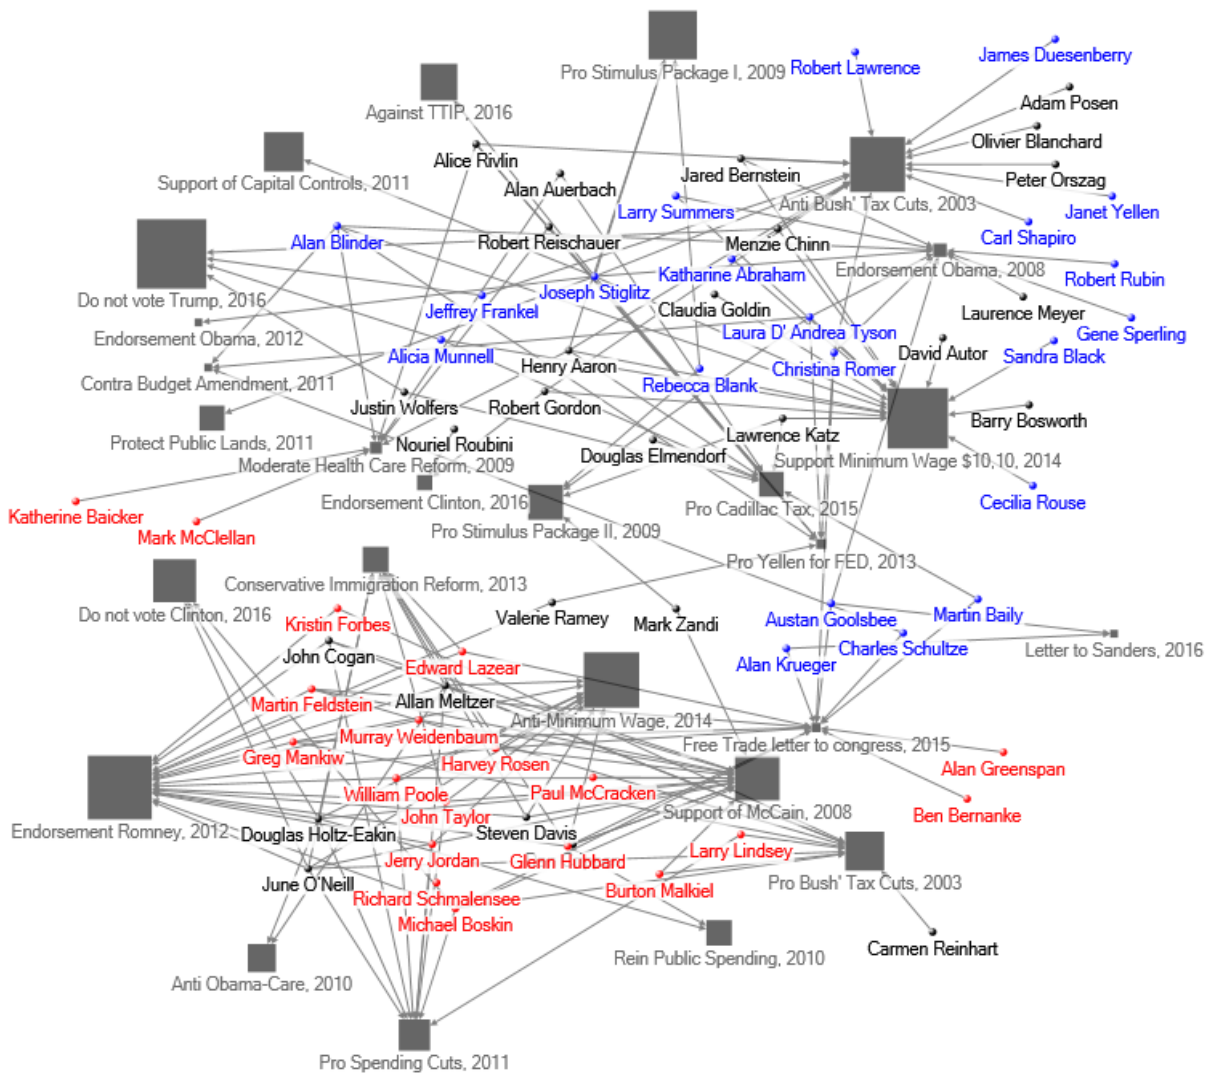 James Duesenberry
Robert Lawrence
Pro Stimulus Package I, 2009
Adam Posen
Against TTIP, 2016
Olivier Blanchard
Alice Rivlin
Jared Bernstein
Peter Orszag
Support of Capital Controls, 2011
Alan Auerbach
Anti Bush' Tax Cuts, 2003
Janet Yellen
Larry Summers
Carl Shapiro
Alan Blinder
Robert Reischauer
Menzie Chinn
Endorsement Obama, 2008
Katharine Abraham
Robert Rubin
Do not vote Trump, 2016
Joseph Stiglitz
Jeffrey Frankel
Claudia Goldin
Laurence Meyer
Endorsement Obama, 2012
Laura D' Andrea Tyson
Gene Sperling
Alicia Munnell
David Autor
Sandra Black
Henry Aaron
Christina Romer
Contra Budget Amendment, 2011
Rebecca Blank
Justin Wolfers
Robert Gordon
Barry Bosworth
Protect Public Lands, 2011
Nouriel Roubini
Lawrence Katz
Douglas Elmendorf
Support Minimum Wage $10,10, 2014
Moderate Health Care Reform, 2009
Endorsement Clinton, 2016
Pro Cadillac Tax, 2015
Cecilia Rouse
Katherine Baicker
Pro Stimulus Package II, 2009
Mark McClellan
Pro Yellen for FED, 2013
Conservative Immigration Reform, 2013
Do not vote Clinton, 2016
Valerie Ramey
Mark Zandi
Austan Goolsbee
Martin Baily
Kristin Forbes
Charles Schultze
Letter to Sanders, 2016
John Cogan
Edward Lazear
Alan Krueger
Allan Meltzer
Martin Feldstein
Anti-Minimum Wage, 2014
Murray Weidenbaum
Free Trade letter to congress, 2015
Greg Mankiw
Harvey Rosen
Alan Greenspan
William Poole
Paul McCracken
Support of McCain, 2008
Ben Bernanke
John Taylor
Endorsement Romney, 2012
Douglas Holtz-Eakin
Steven Davis
Larry Lindsey
Jerry Jordan
Glenn Hubbard
June O'Neill
Pro Bush' Tax Cuts, 2003
Burton Malkiel
Richard Schmalensee
Michael Boskin
Carmen Reinhart
Rein Public Spending, 2010
Anti Obama-Care, 2010
Pro Spending Cuts, 2011